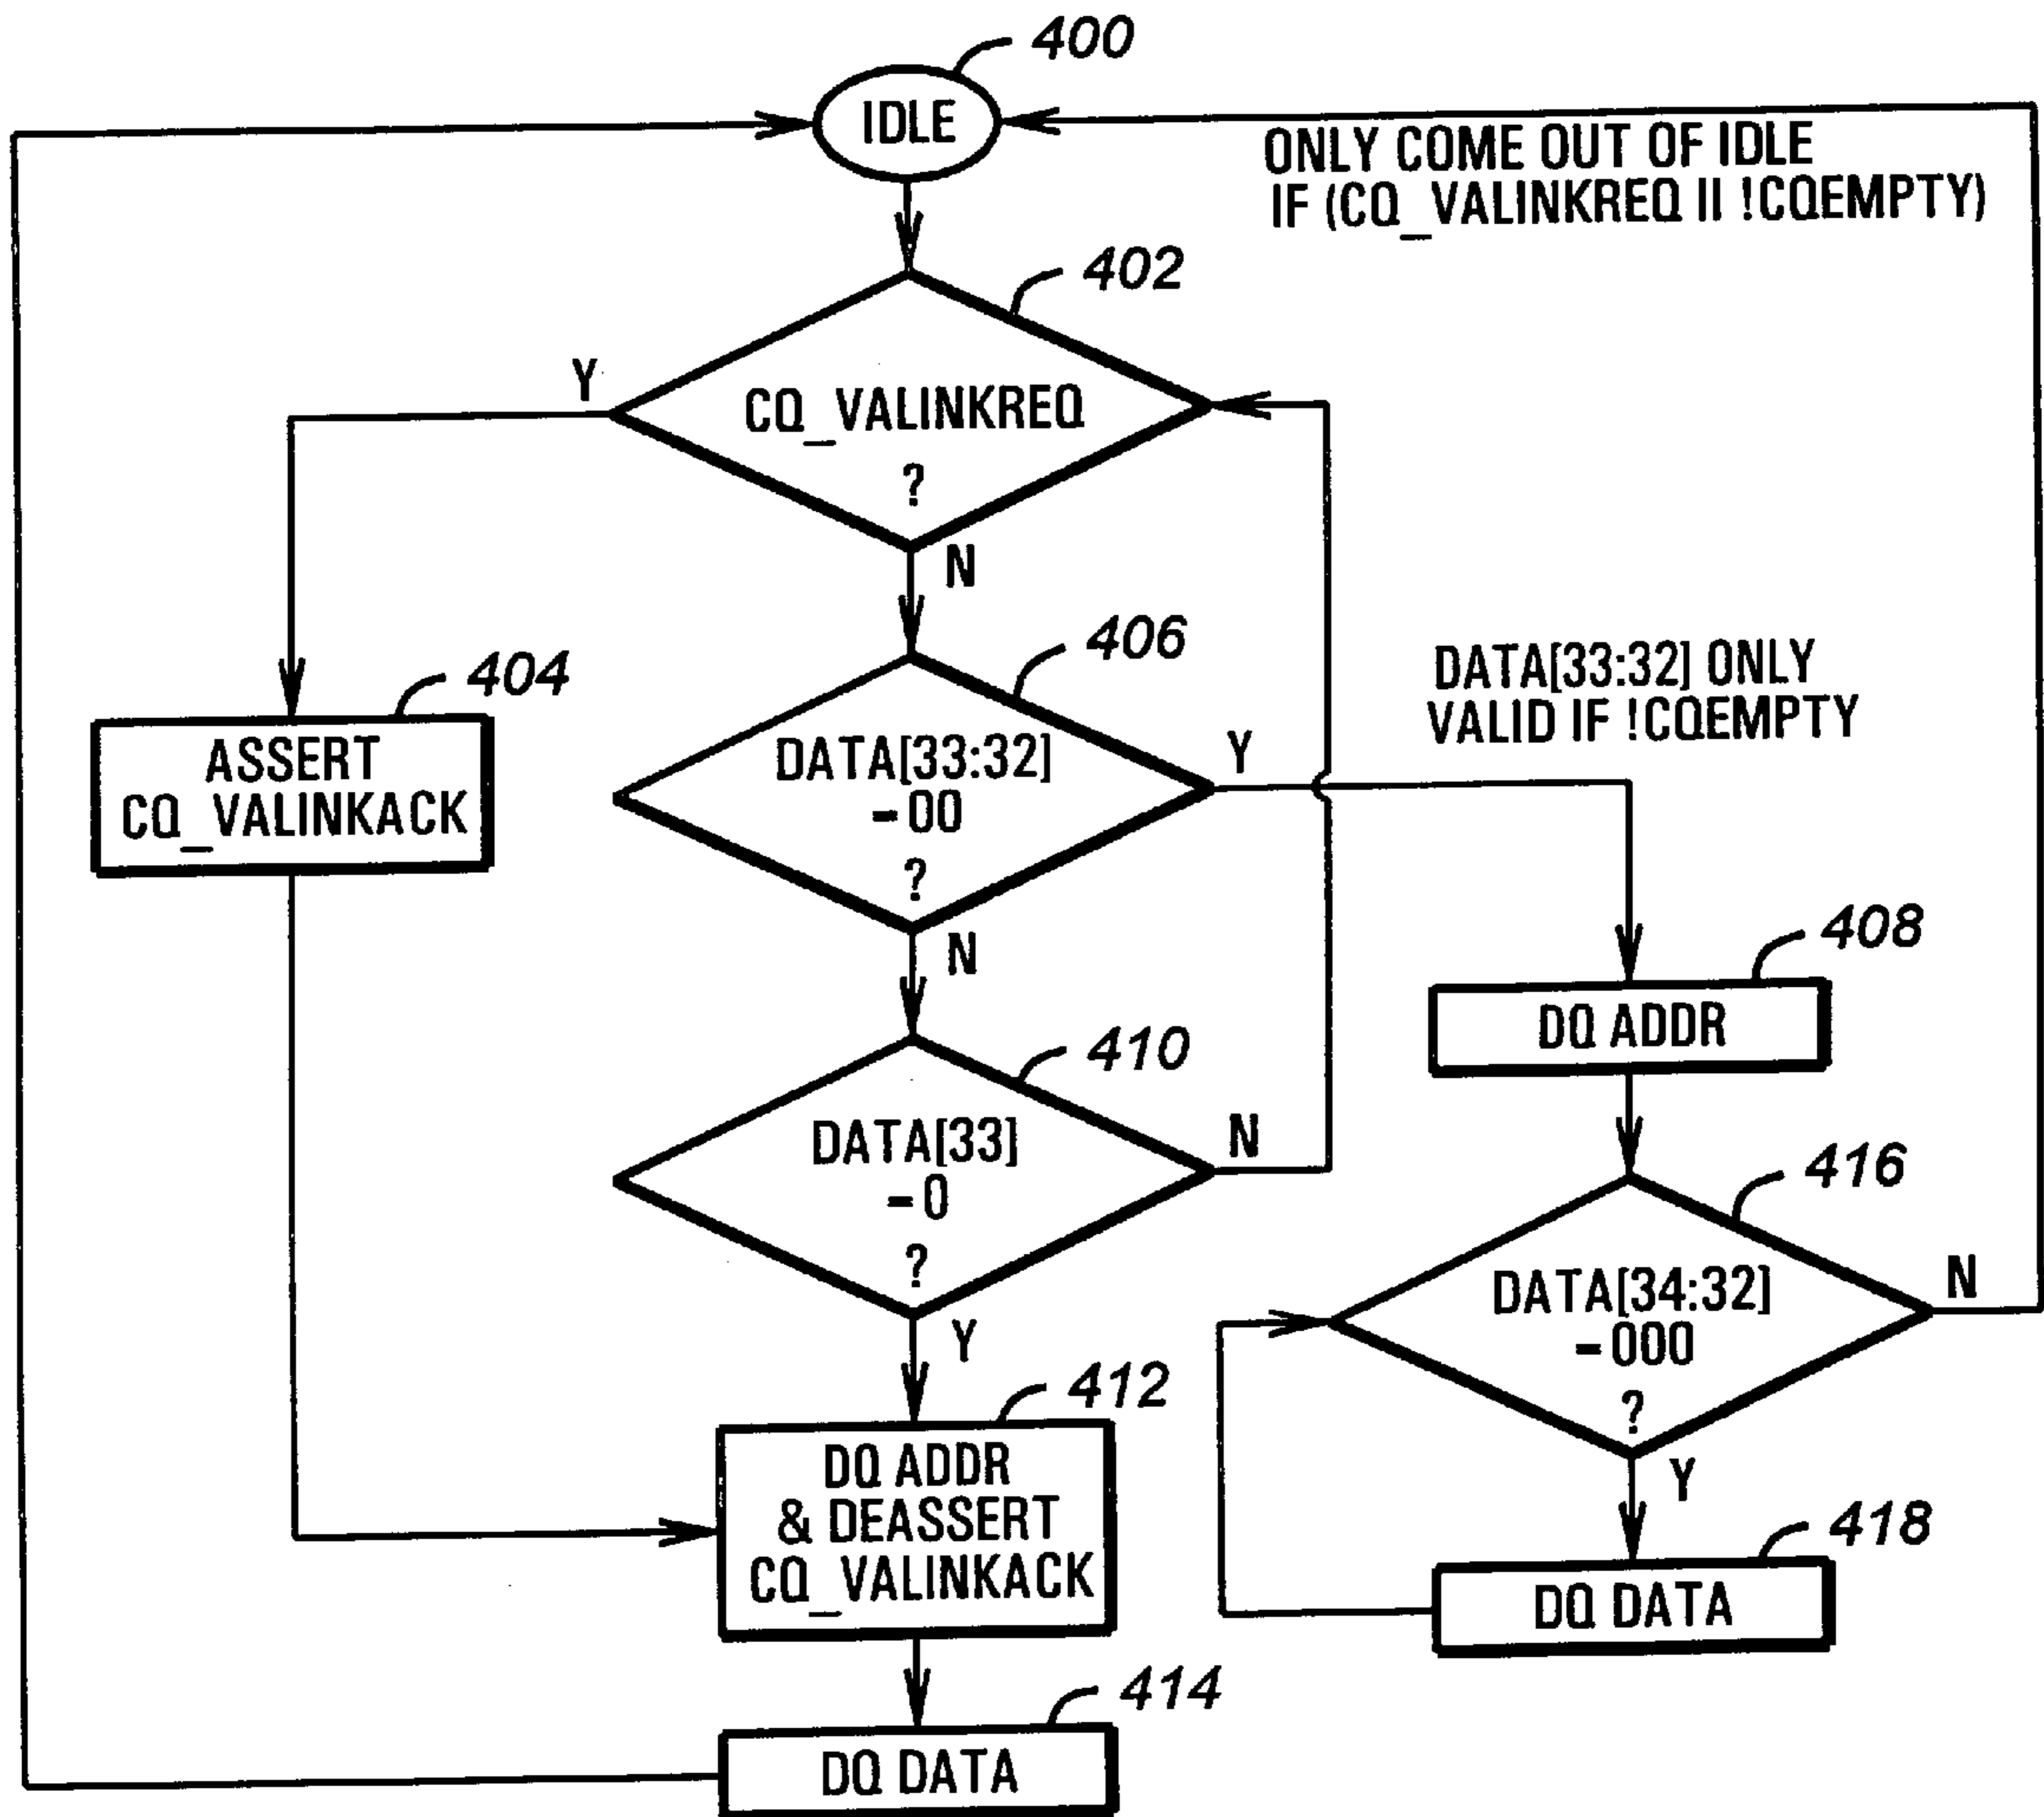 400
IDLE
ONLY COME OUT OF IDLE
IF (CQ_VALINKREQ II !CQEMPTY)
402
Y
CQ_VALINKREQ
?
N
406
DATA[33:32] ONLY
VALID IF !CQEMPTY
404
ASSERT
CQ_VALINKACK
DATA[33:32]
=00
?
Y
N
408
DQ ADDR
410
DATA[33]
=0
?
N
Y
416
DATA[34:32]
=000
?
N
Y
412
DQ ADDR
& DEASSERT
CQ_VALINKACK
418
DQ DATA
414
DQ DATA